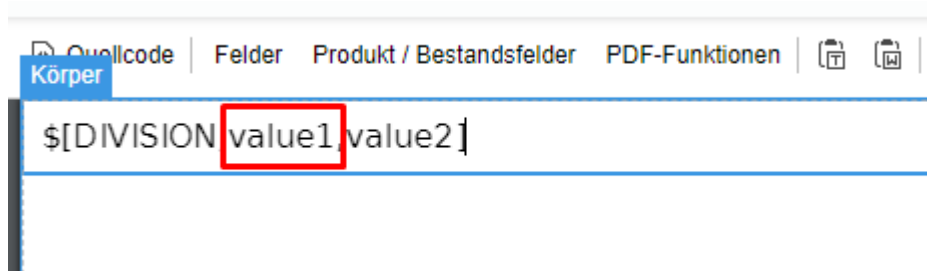 Quellcode Felder Produkt / Bestandsfelder PDF-Funktionen
Körper
$[DIVISION,value1,value2]